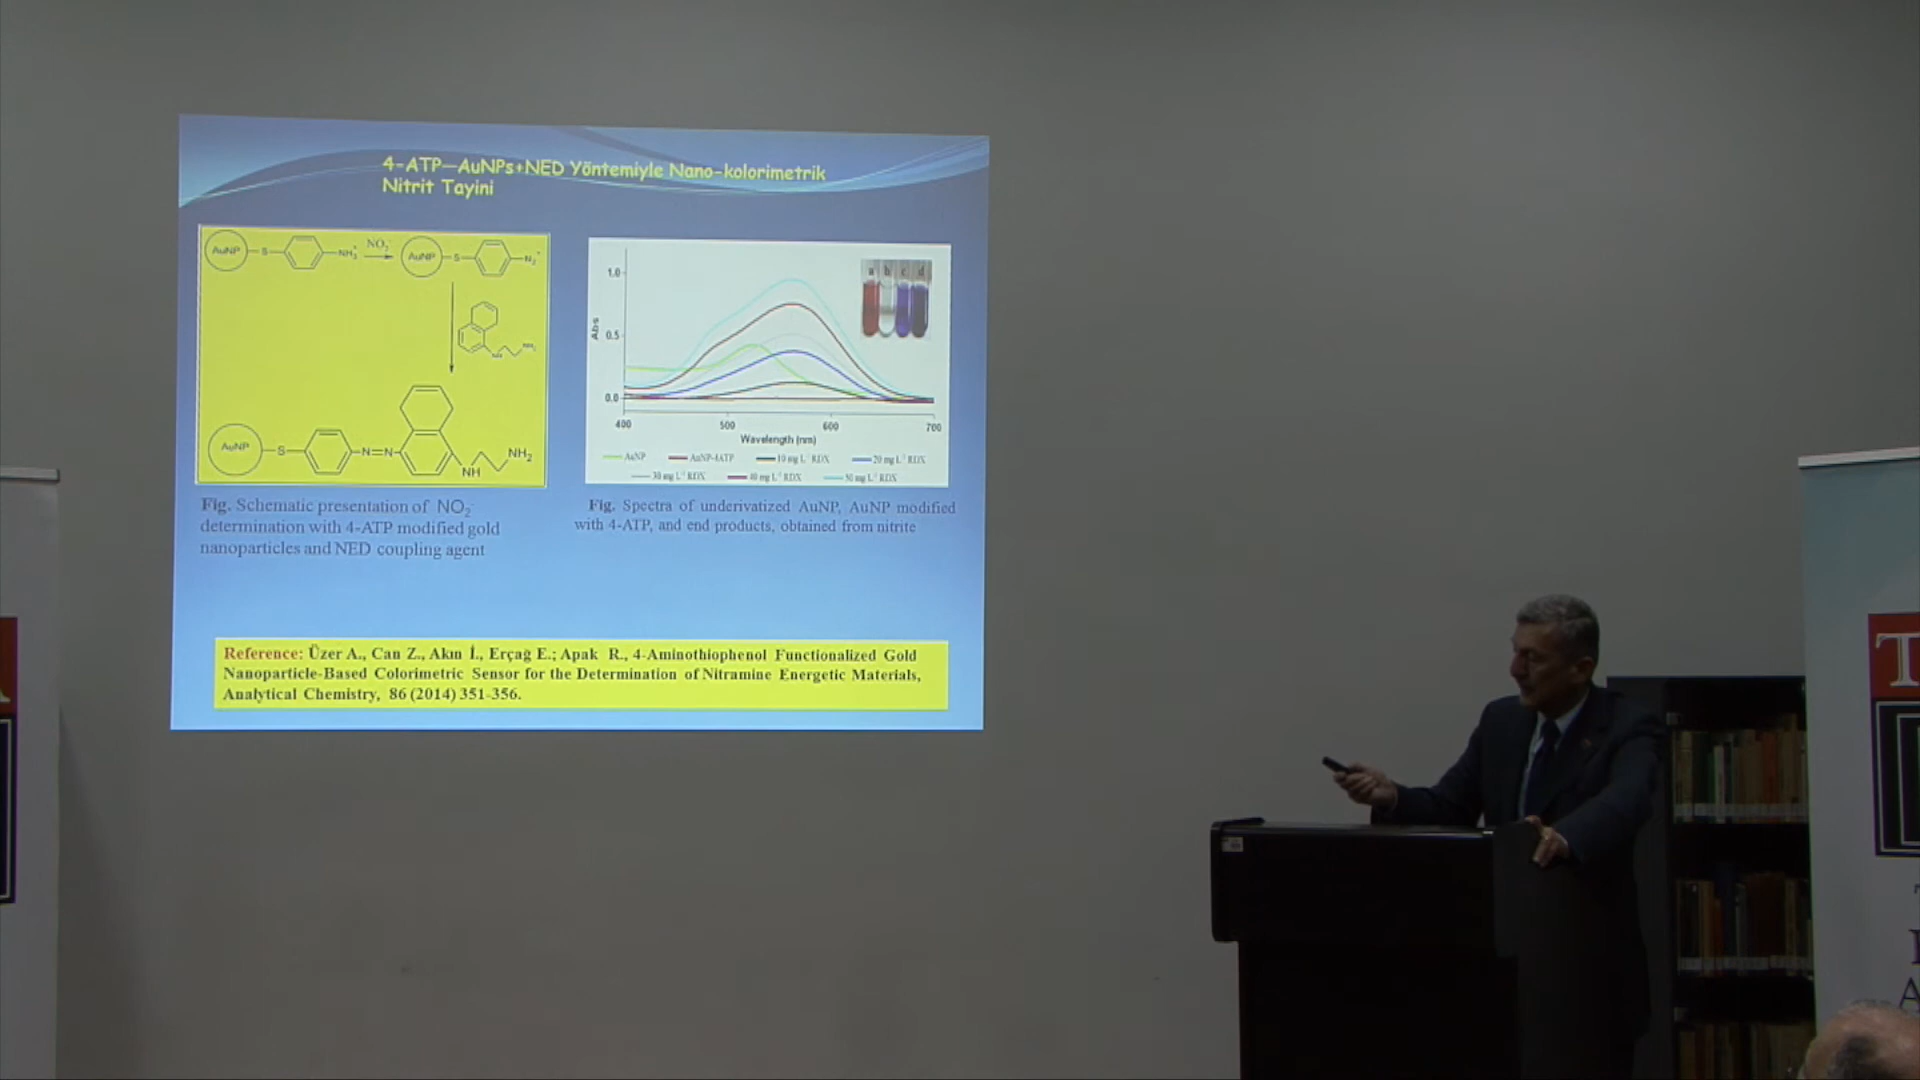 4-ATP—AuNPs+NED Yöntemiyle Nano-kolorimetrik
Nitrit Tayini
AuNP
S
NH3+
NO2-
AuNP
S
N2+
NH
NH2
AuNP
S
N=N
NH
NH2
Fig. Schematic presentation of NO2-
determination with 4-ATP modified gold
nanoparticles and NED coupling agent
a b c d
1.0
0.5
0.0
Abs
400 500 600 700
Wavelength (nm)
AuNP AuNP-4ATP 10 mg L-1 RDX 20 mg L-1 RDX
30 mg L-1 RDX 40 mg L-1 RDX 50 mg L-1 RDX
Fig. Spectra of underivatized AuNP, AuNP modified
with 4-ATP, and end products, obtained from nitrite
Reference: Üzer A., Can Z., Akın İ., Erçağ E.; Apak R., 4-Aminothiophenol Functionalized Gold
Nanoparticle-Based Colorimetric Sensor for the Determination of Nitramine Energetic Materials,
Analytical Chemistry, 86 (2014) 351-356.
T
A